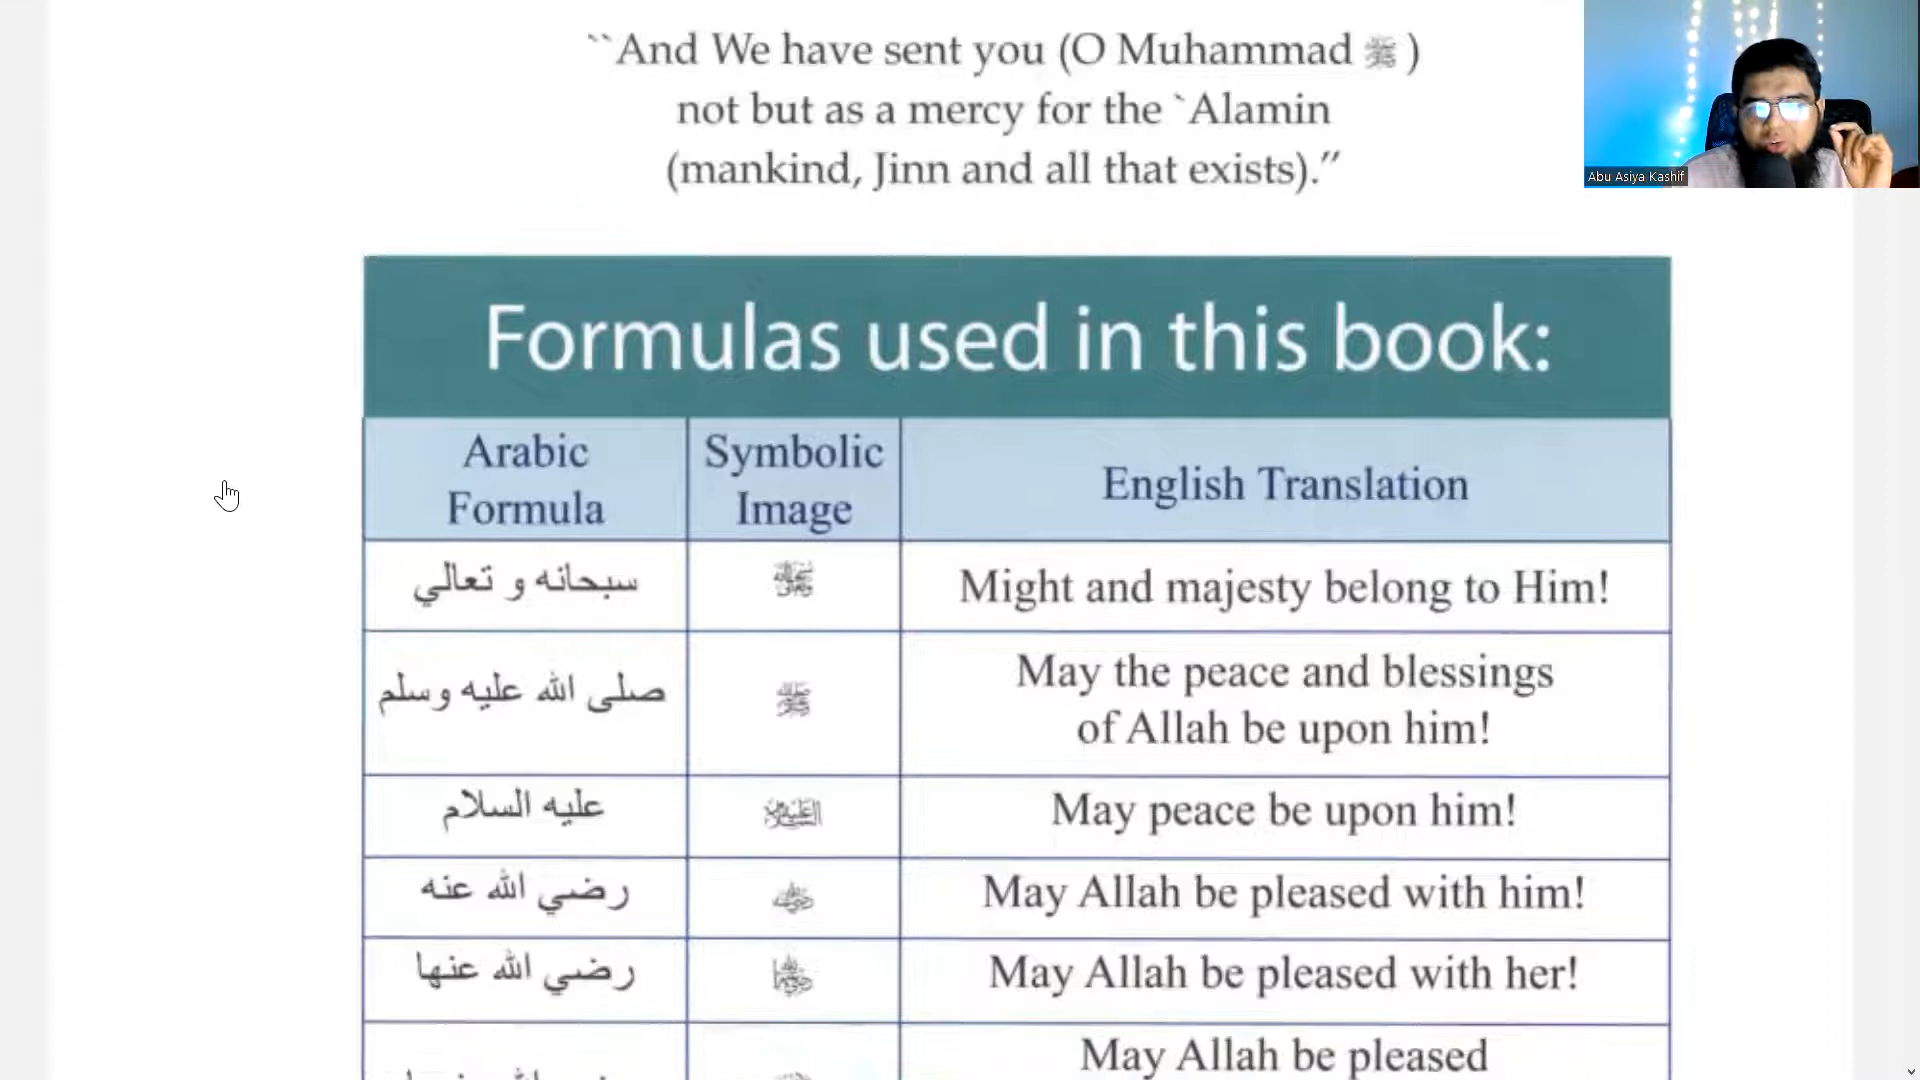 ``And We have sent you (O Muhammad ﷺ )
not but as a mercy for the `Alamin
(mankind, Jinn and all that exists).”
Abu Asiya Kashif
Formulas used in this book:
Arabic
Formula
Symbolic
Image
English Translation
سبحانه و تعالي
Might and majesty belong to Him!
صلى الله عليه وسلم
ﷺ
May the peace and blessings
of Allah be upon him!
عليه السلام
May peace be upon him!
رضي الله عنه
May Allah be pleased with him!
رضي الله عنها
May Allah be pleased with her!
May Allah be pleased